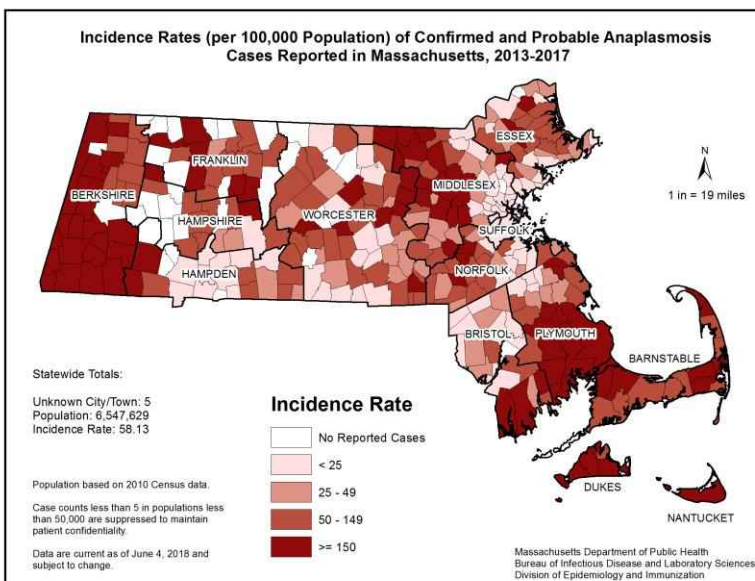 Incidence Rates (per 100,000 Population) of Confirmed and Probable Anaplasmosis
Cases Reported in Massachusetts, 2013-2017
N
1 in = 19 miles
ESSEX
FRANKLIN
MIDDLESEX
BERKSHIRE
HAMPSHIRE
WORCESTER
SUFFOLK
HAMPDEN
NORFOLK
BRISTOL
PLYMOUTH
BARNSTABLE
DUKES
NANTUCKET
Statewide Totals:
Unknown City/Town: 5
Population: 6,547,629
Incidence Rate: 58.13
Population based on 2010 Census data.
Case counts less than 5 in populations less
than 50,000 are suppressed to maintain
patient confidentiality.
Data are current as of June 4, 2018 and
subject to change.
Incidence Rate
No Reported Cases
< 25
25 - 49
50 - 149
>= 150
Massachusetts Department of Public Health
Bureau of Infectious Disease and Laboratory Sciences
Division of Epidemiology and Immunization